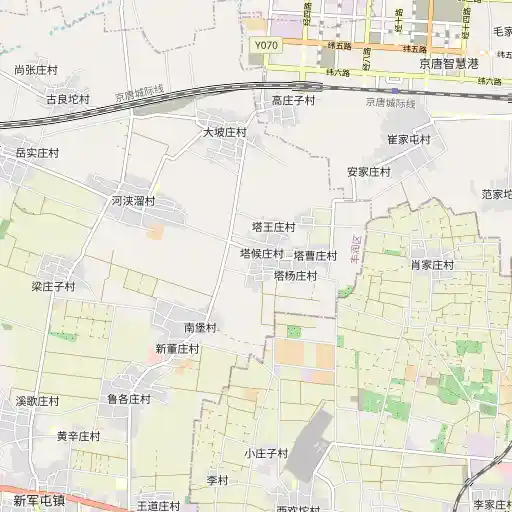 毛家
纬五路
纬五路
纬五路
Y070
京唐智慧港
尚张庄村
纬六路
纬六路
京唐城际线
古良坨村
高庄子村
京唐城际线
大坡庄村
崔家屯村
岳实庄村
安家庄村
河浃溜村
范家坨
塔王庄村
丰润区
塔候庄村
塔曹庄村
肖家庄村
塔杨庄村
梁庄子村
南堡村
新董庄村
溪歌庄村
鲁各庄村
黄辛庄村
小庄子村
李村
新军屯镇
王道庄村
西欢坨村
李家庄村